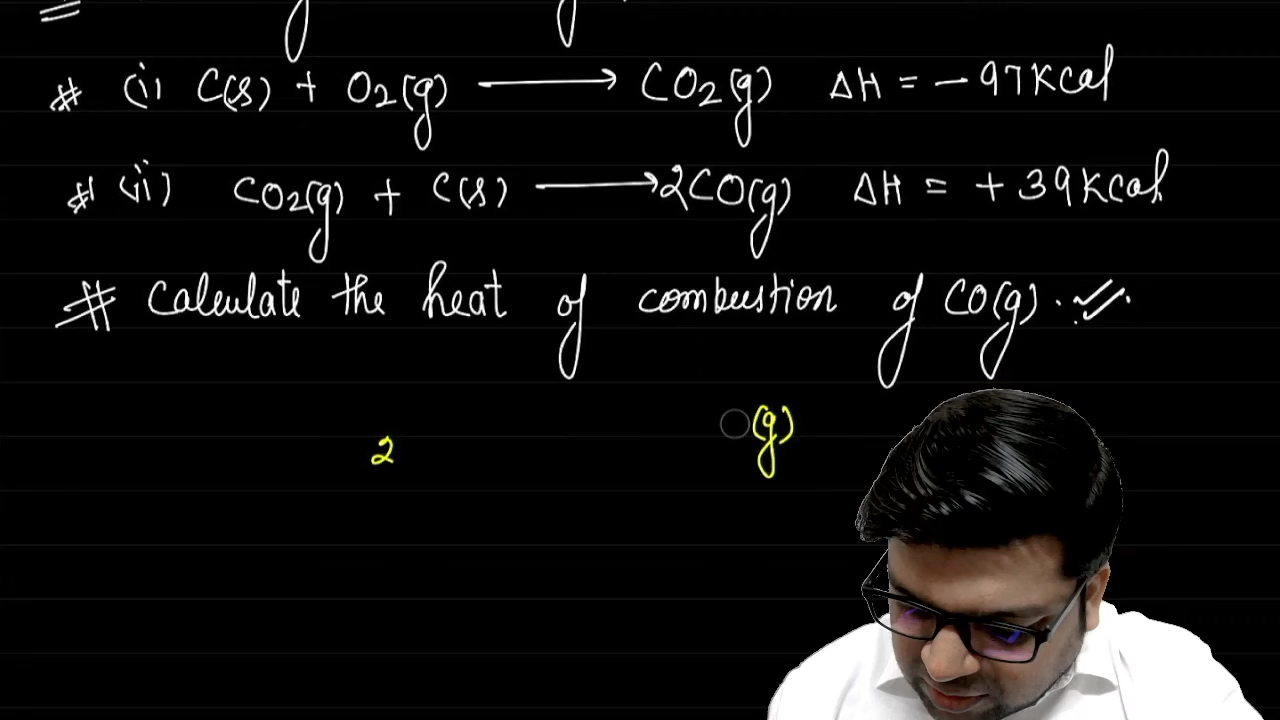 # (i) C(s) + O2(g) ⟶ CO2(g) ΔH = - 97 Kcal
# (ii) CO2(g) + C(s) ⟶ 2CO(g) ΔH = + 39 Kcal
# Calculate the heat of combustion of CO(g).
2 (g)